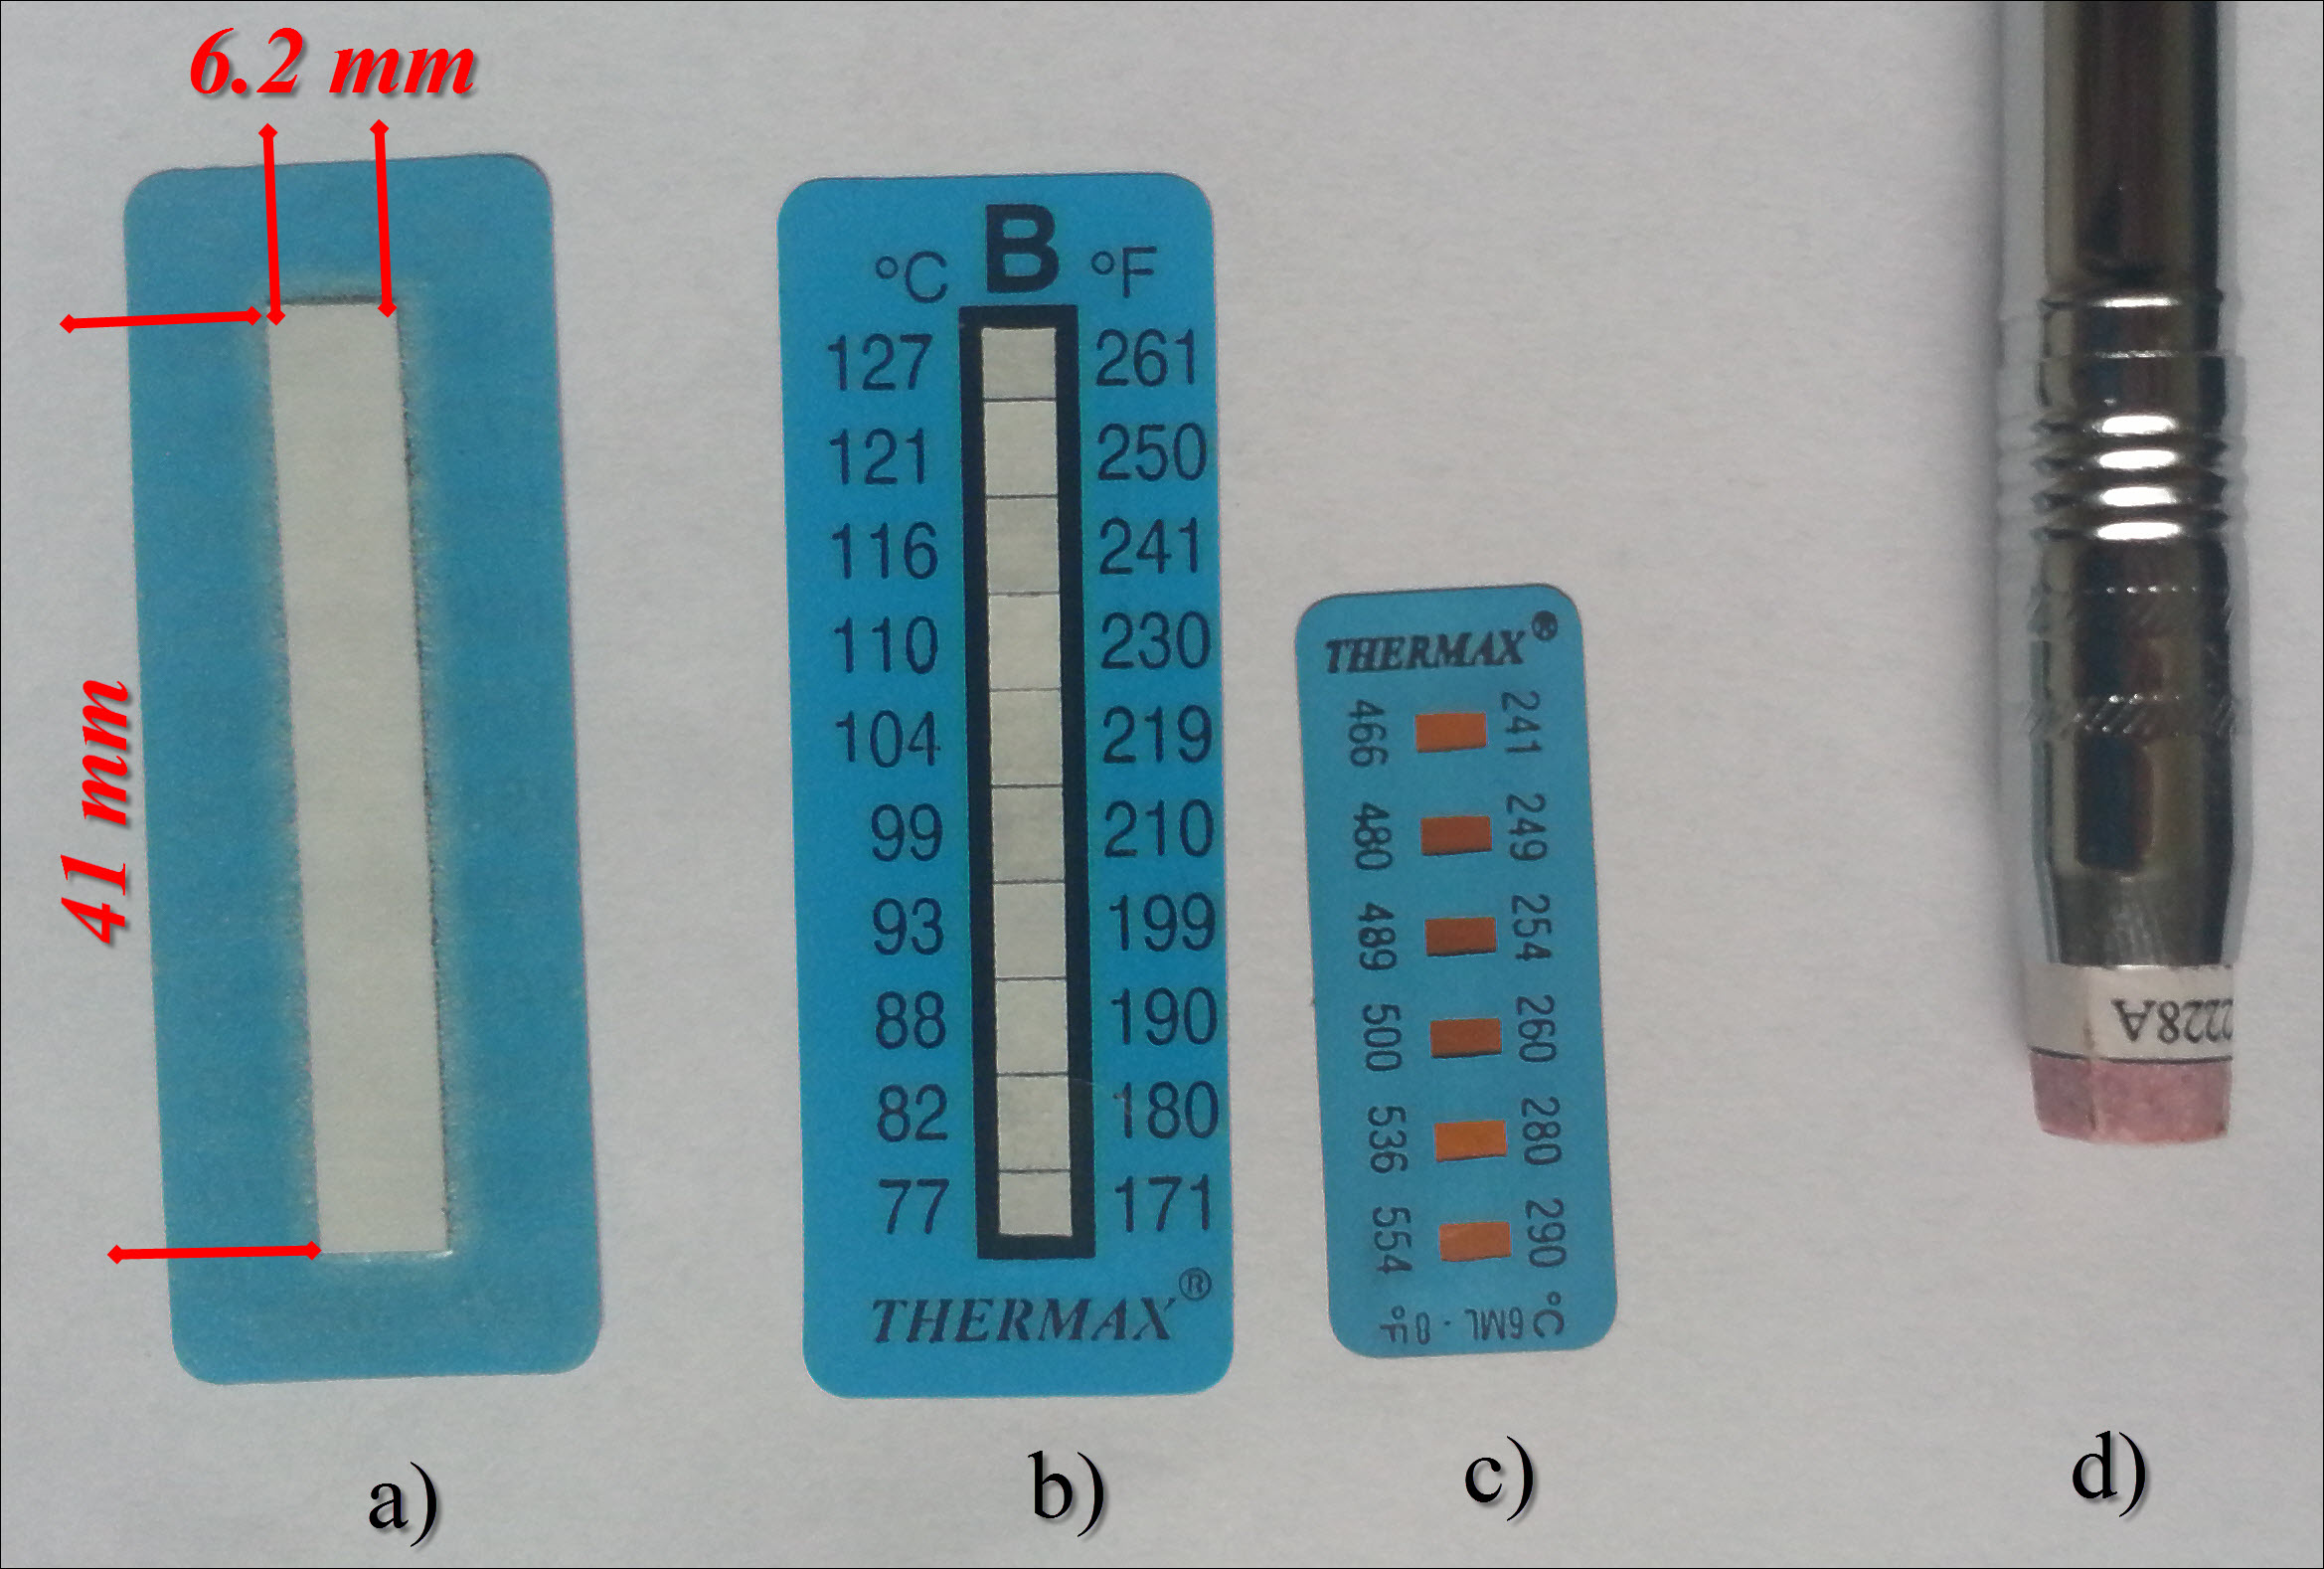 6.2 mm
41 mm
a)
B
°C °F
127 261
121 250
116 241
110 230
104 219
99 210
93 199
88 190
82 180
77 171
THERMAX®
b)
THERMAX®
466 241
480 249
489 254
500 260
536 280
554 290
°F 8 · 6ML °C
c)
2228A
d)